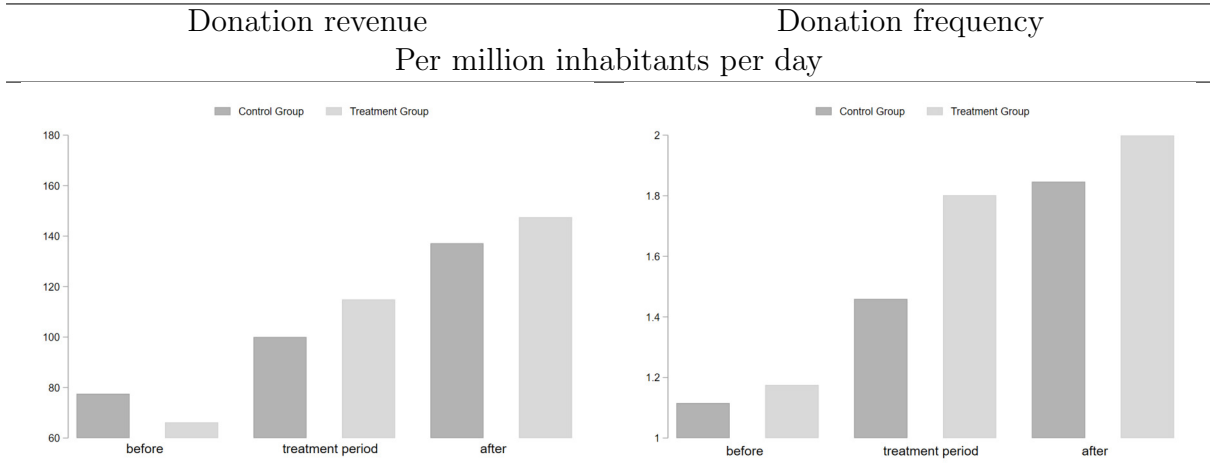 Donation revenue Donation frequency
Per million inhabitants per day
Control Group Treatment Group
180
160
140
120
100
80
60
before treatment period after
Control Group Treatment Group
2
1.8
1.6
1.4
1.2
1
before treatment period after